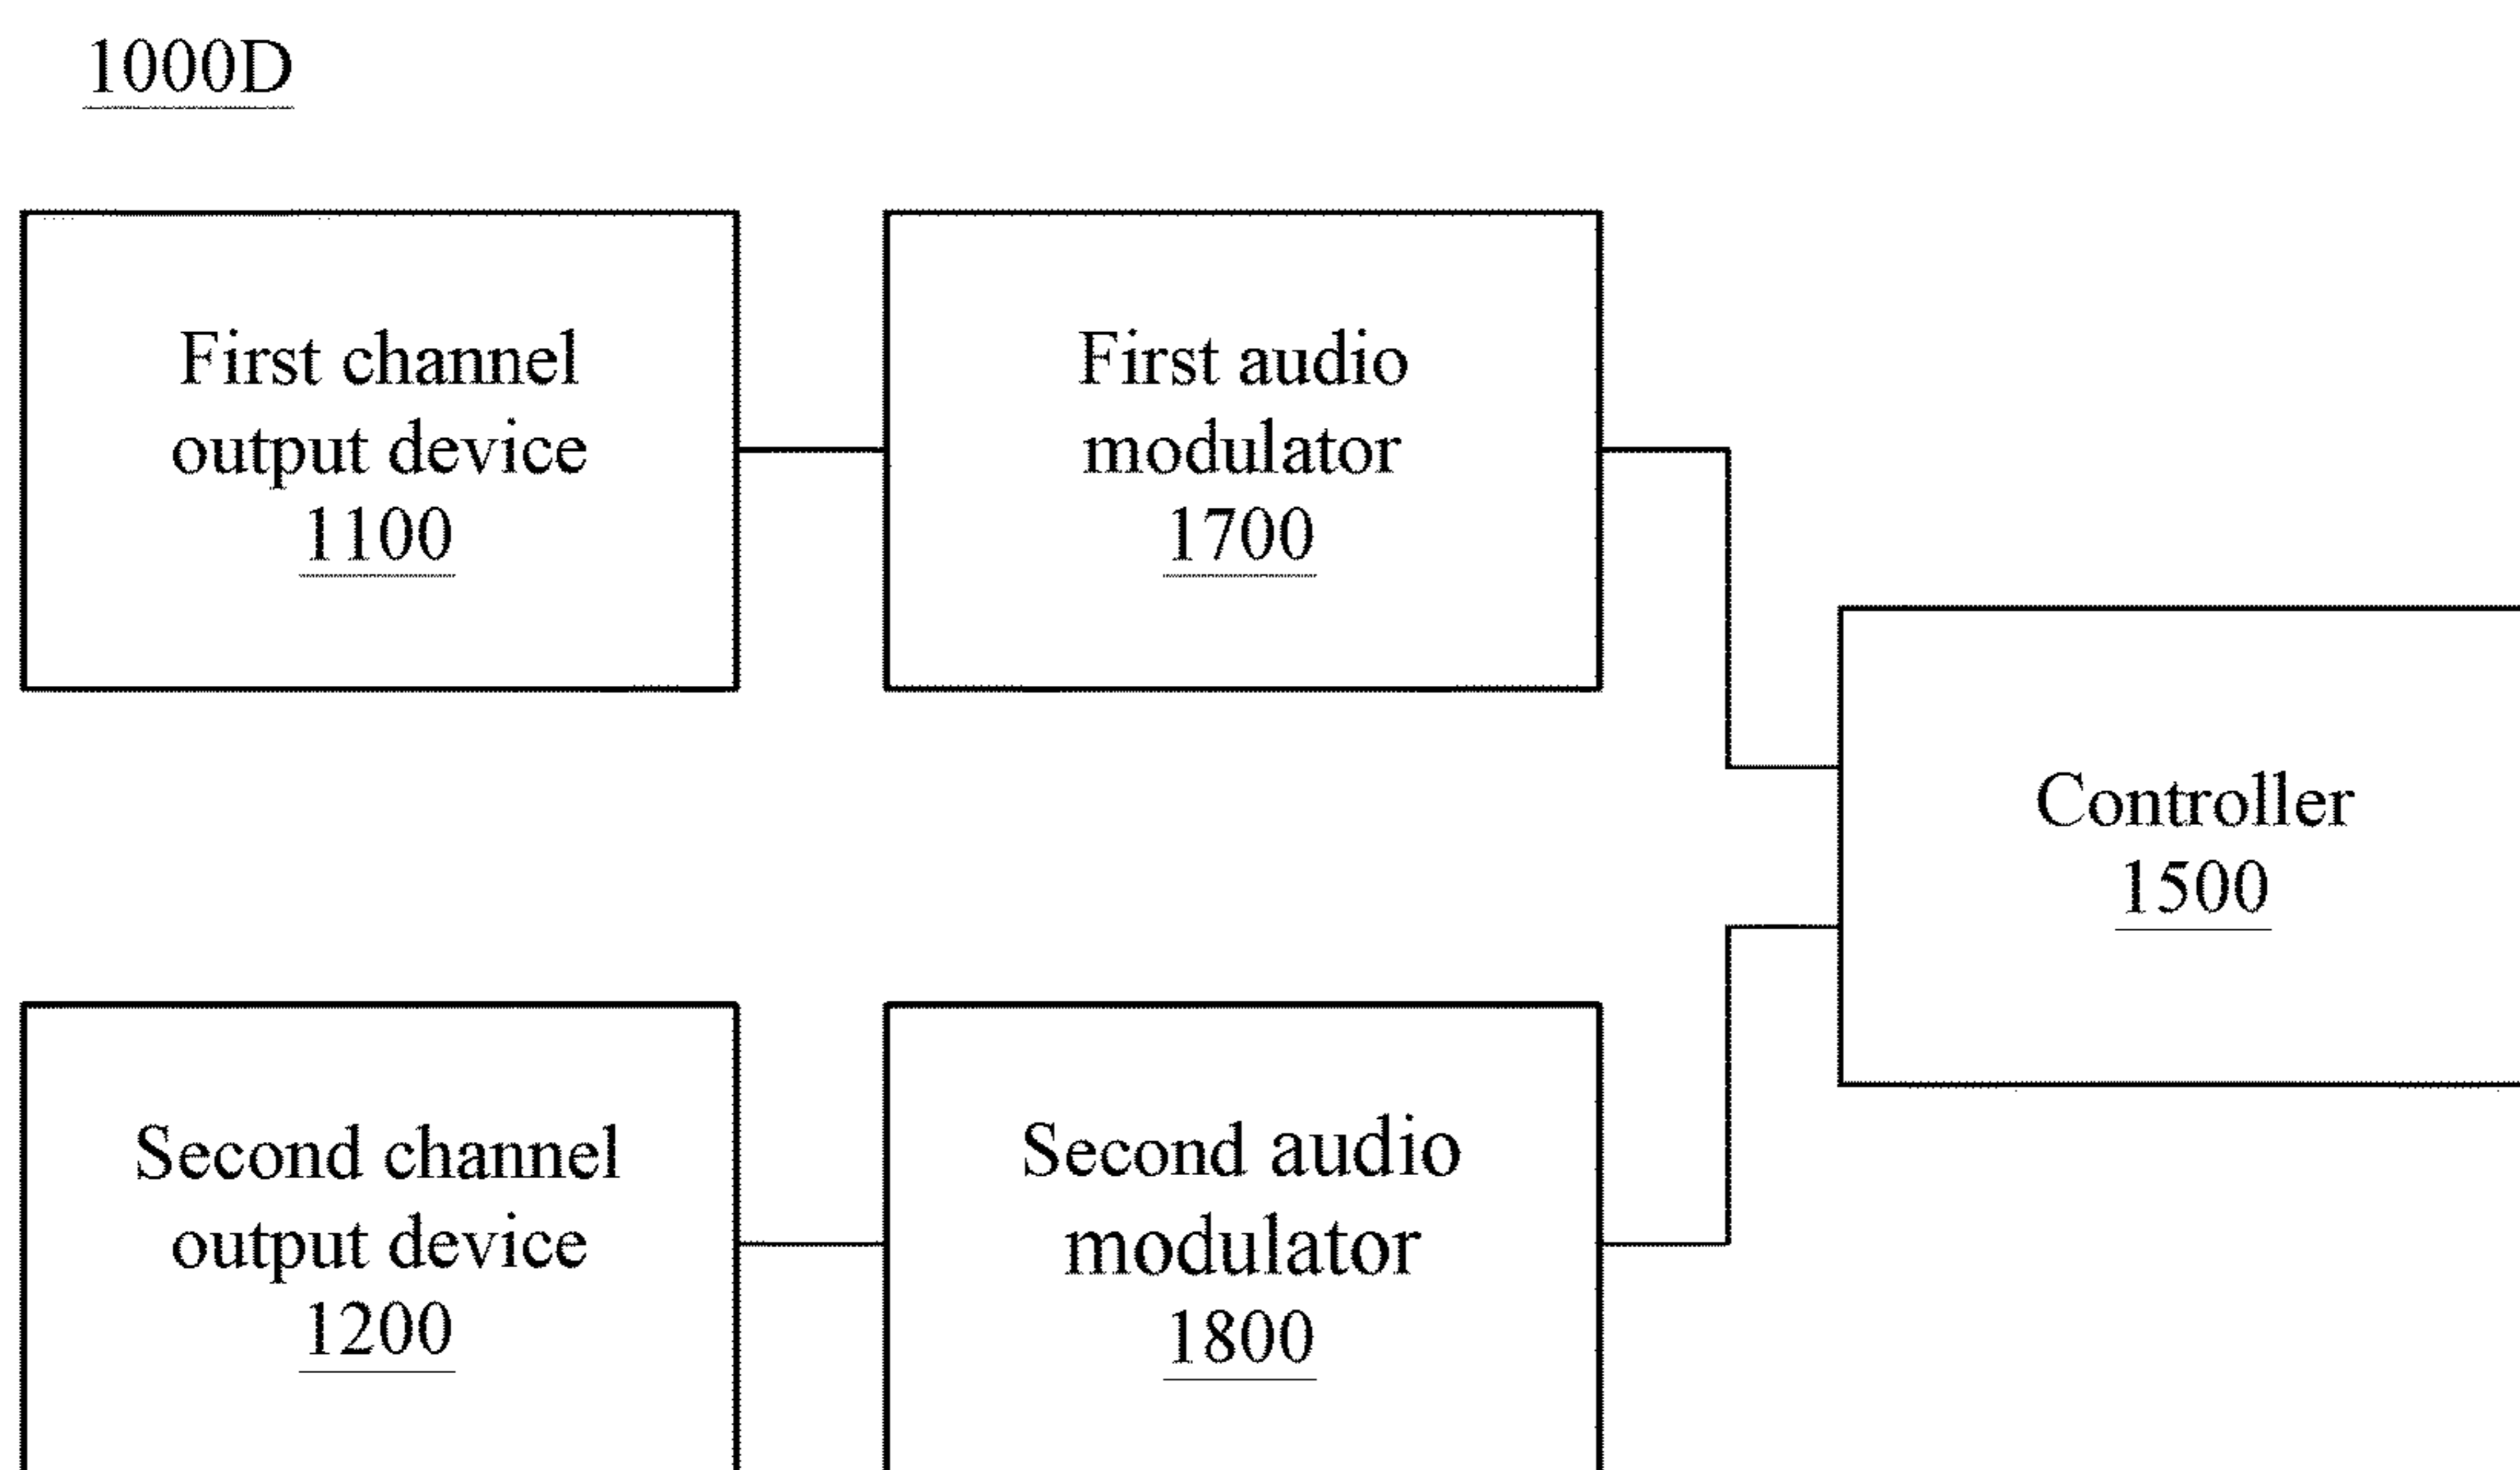 1000D
First channel
output device
1100
First audio
modulator
1700
Controller
1500
Second channel
output device
1200
Second audio
modulator
1800